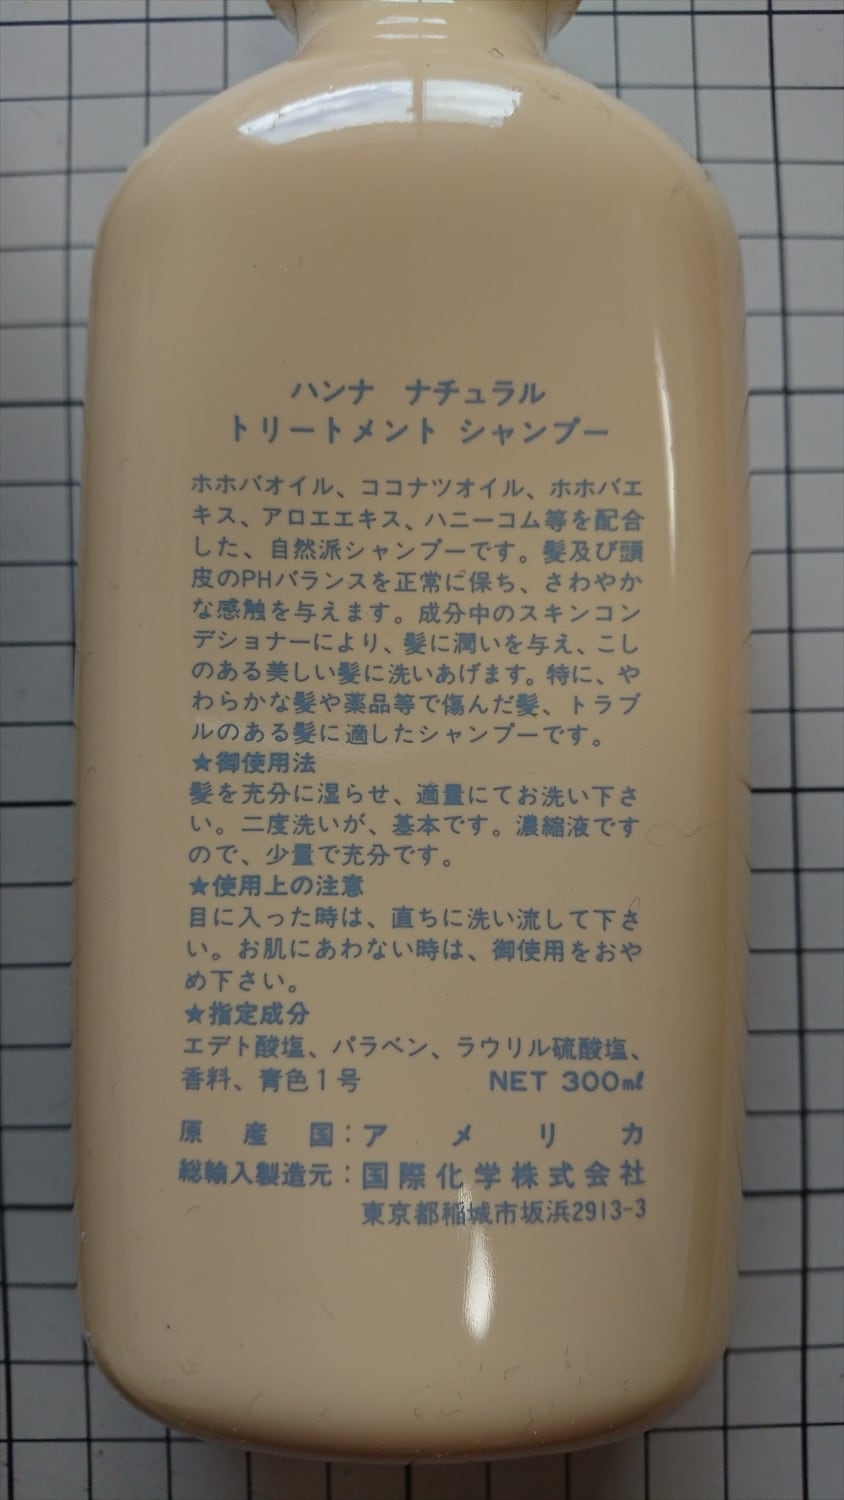 ハンナ ナチュラル
トリートメント シャンプー
ホホバオイル、ココナツオイル、ホホバエ
キス、アロエエキス、ハニーコム等を配合
した、自然派シャンプーです。髪及び頭
皮のPHバランスを正常に保ち、さわやか
な感触を与えます。成分中のスキンコン
デショナーにより、髪に潤いを与え、こし
のある美しい髪に洗いあげます。特に、や
わらかな髪や薬品等で傷んだ髪、トラブ
ルのある髪に適したシャンプーです。
★御使用法
髪を充分に湿らせ、適量にてお洗い下さ
い。二度洗いが、基本です。濃縮液です
ので、少量で充分です。
★使用上の注意
目に入った時は、直ちに洗い流して下さ
い。お肌にあわない時は、御使用をおや
め下さい。
★指定成分
エデト酸塩、パラベン、ラウリル硫酸塩、
香料、青色1号 NET 300ml
原産国：アメリカ
総輸入製造元：国際化学株式会社
東京都稲城市坂浜2913-3